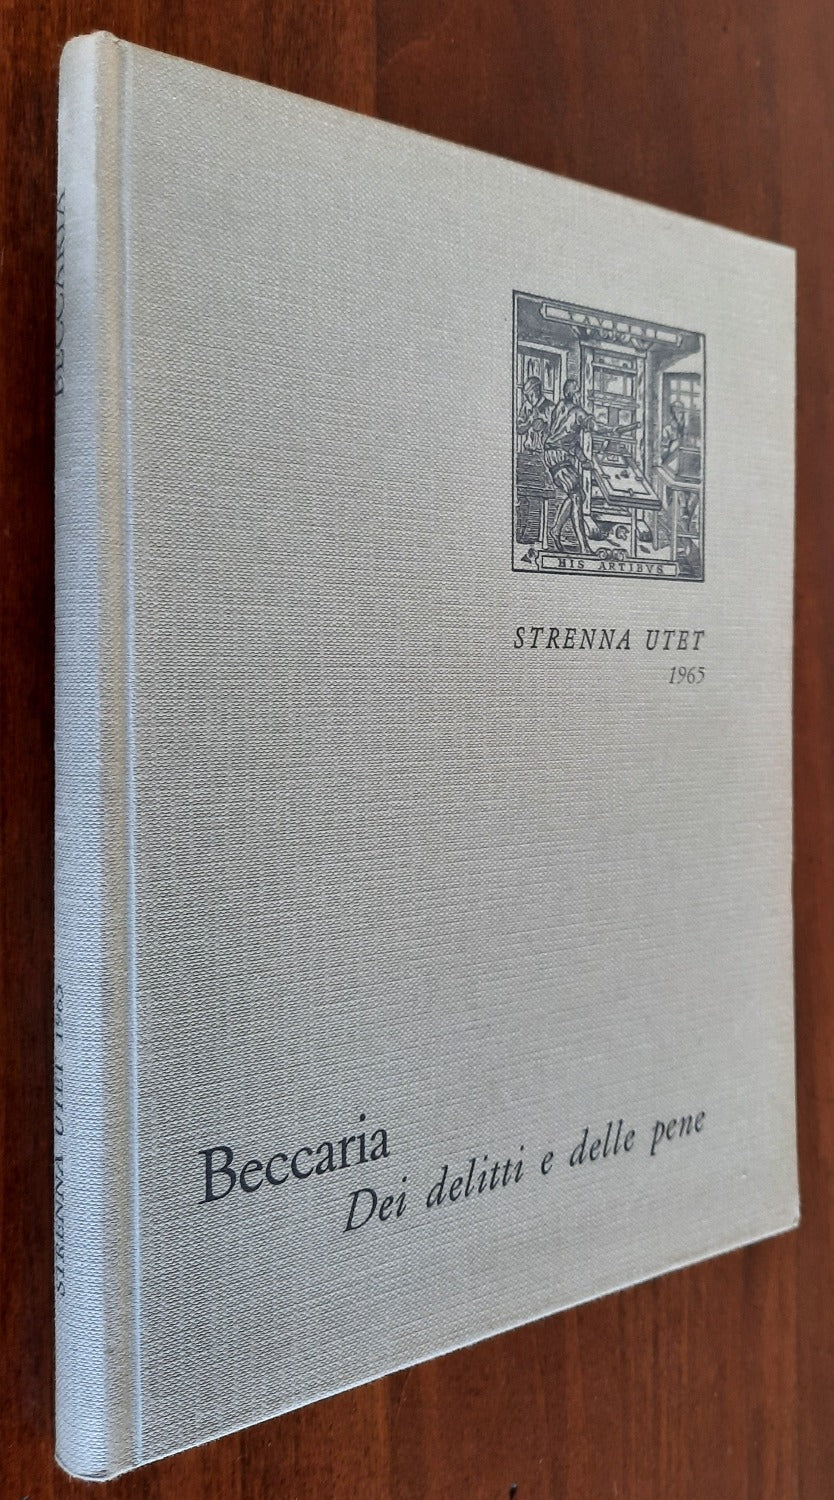 HIS ARTIBVS
STRENNA UTET
1965
Beccaria
Dei delitti e delle pene
BECCARIA
STRENNA UTET 1965